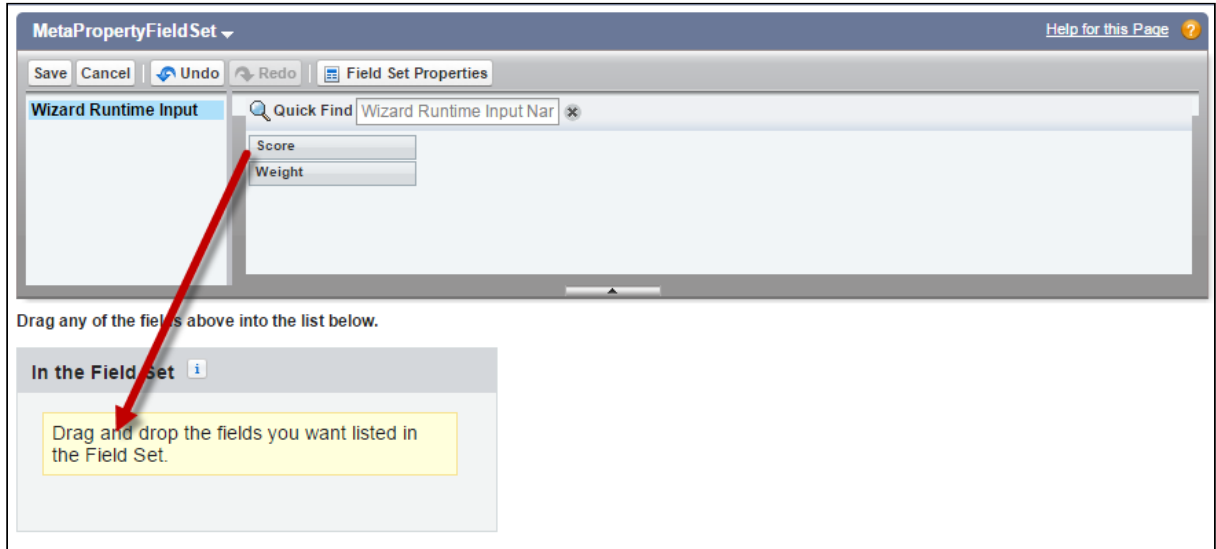 MetaPropertyFieldSet
Help for this Page ?
Save Cancel Undo Redo Field Set Properties
Wizard Runtime Input
Quick Find Wizard Runtime Input Nar
Score
Weight
Drag any of the fields above into the list below.
In the Field Set i
Drag and drop the fields you want listed in
the Field Set.